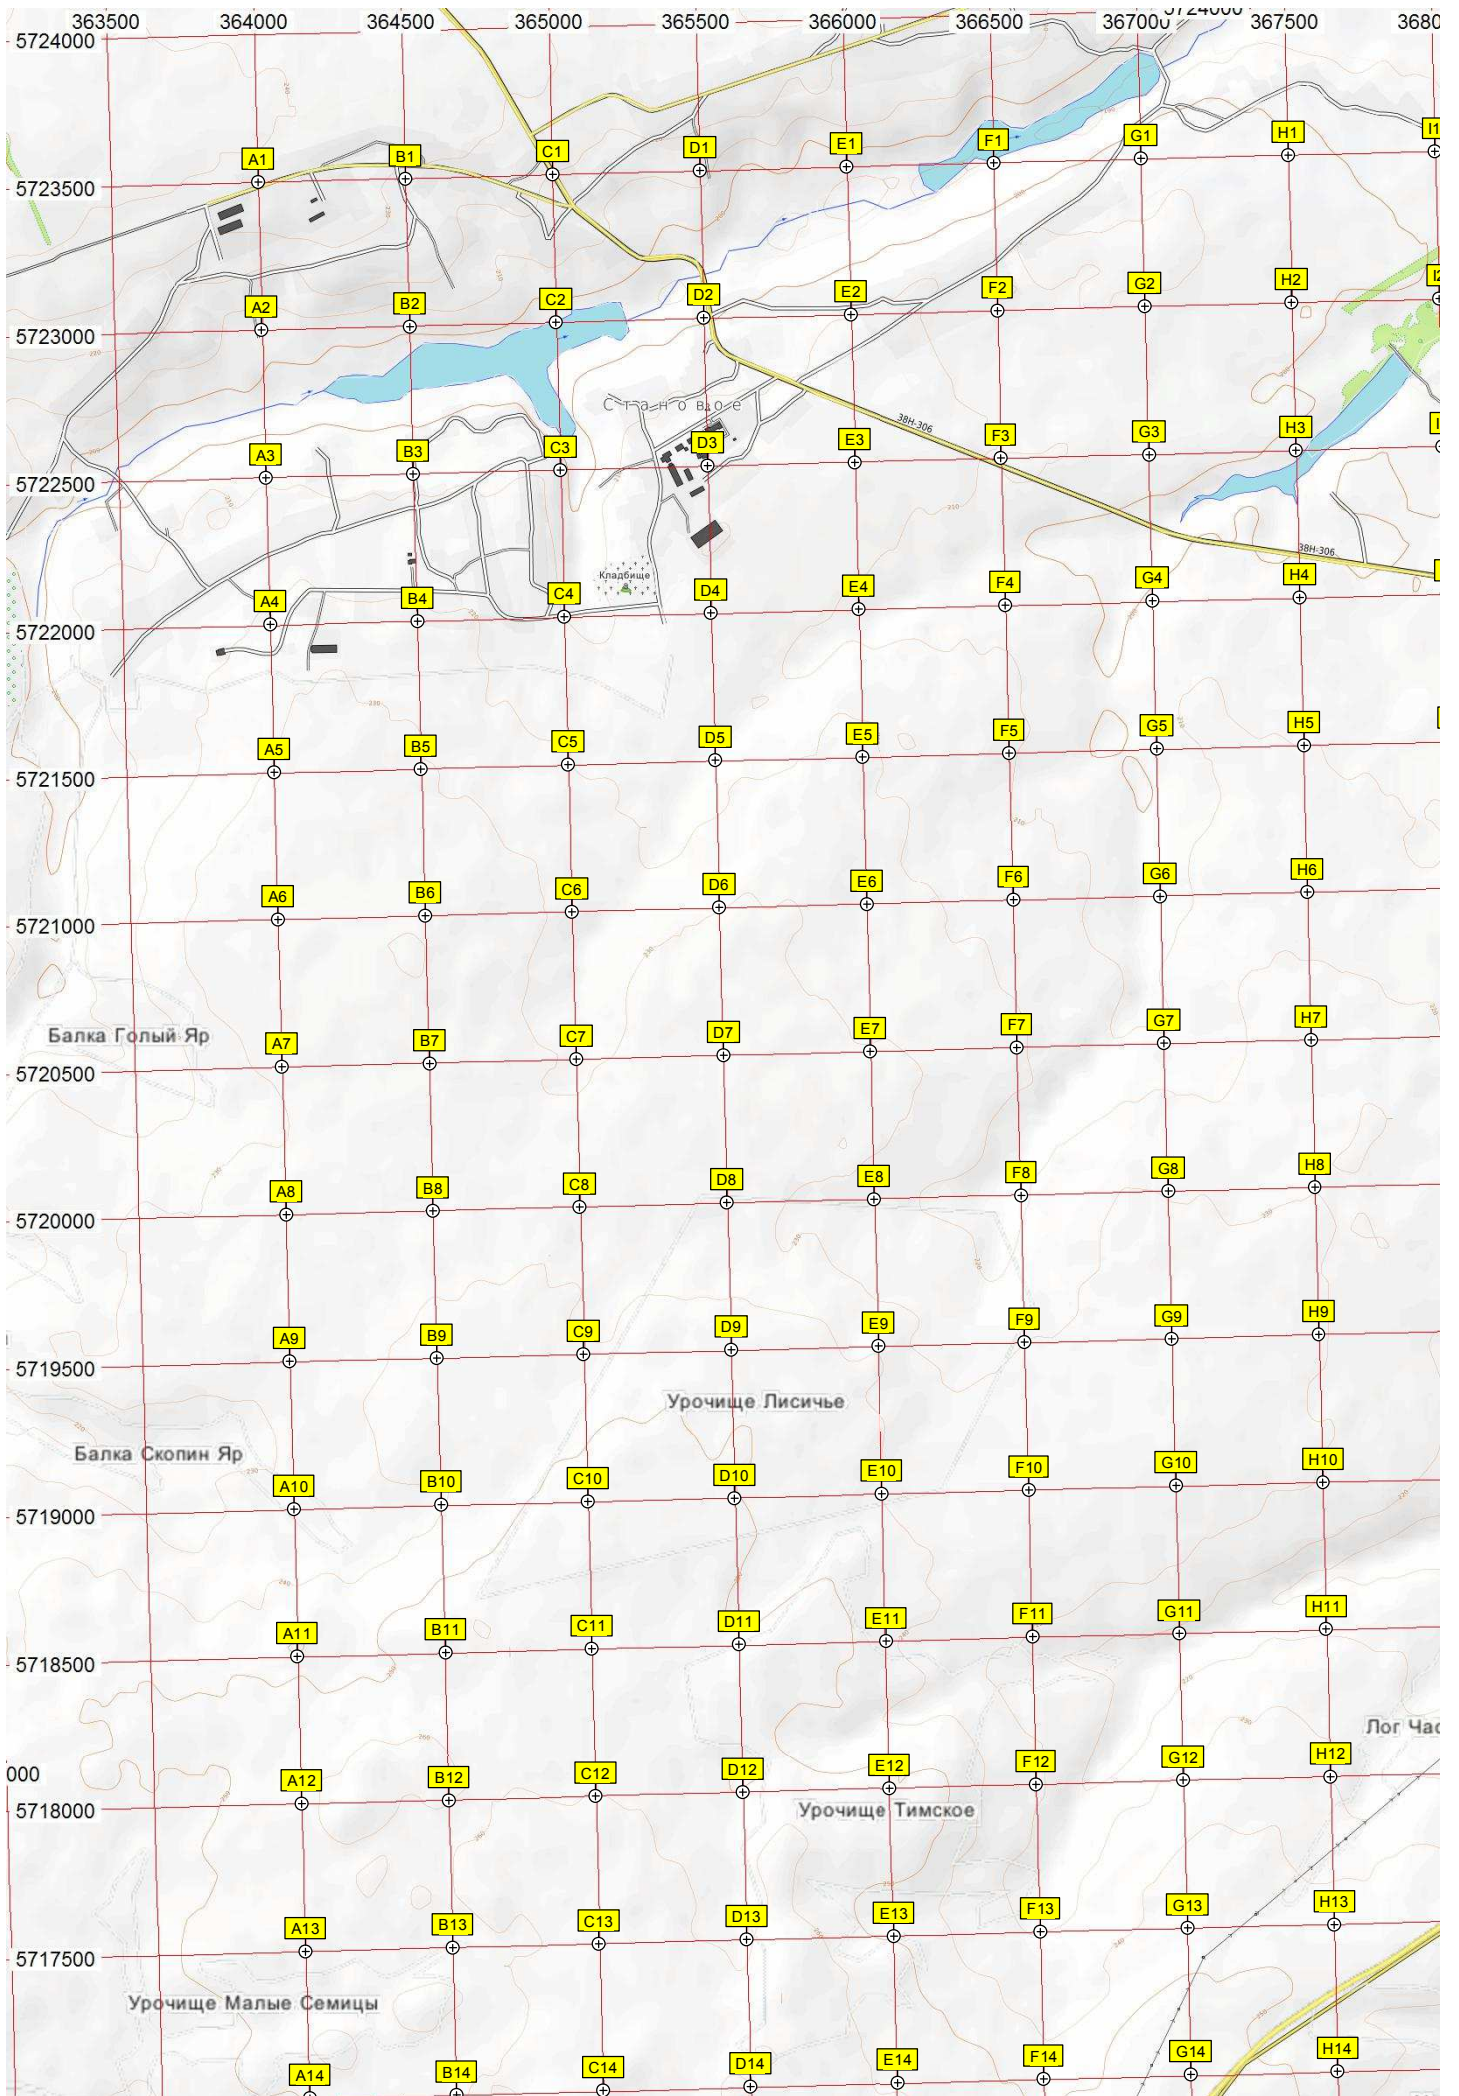 363500 364000 364500 365000 365500 366000 366500 367000 5724000 367500 3680
5724000
A1 B1 C1 D1 E1 F1 G1 H1 I1
5723500
A2 B2 C2 D2 E2 F2 G2 H2 I2
5723000
Становое
38Н-306
A3 B3 C3 D3 E3 F3 G3 H3 I
5722500
38Н-306
Кладбище
A4 B4 C4 D4 E4 F4 G4 H4
5722000
A5 B5 C5 D5 E5 F5 G5 H5
5721500
A6 B6 C6 D6 E6 F6 G6 H6
5721000
Балка Голый Яр
A7 B7 C7 D7 E7 F7 G7 H7
5720500
A8 B8 C8 D8 E8 F8 G8 H8
5720000
A9 B9 C9 D9 E9 F9 G9 H9
5719500
Урочище Лисичье
Балка Скопин Яр
A10 B10 C10 D10 E10 F10 G10 H10
5719000
A11 B11 C11 D11 E11 F11 G11 H11
5718500
Лог Час
000
A12 B12 C12 D12 E12 F12 G12 H12
5718000
Урочище Тимское
A13 B13 C13 D13 E13 F13 G13 H13
5717500
Урочище Малые Семицы
A14 B14 C14 D14 E14 F14 G14 H14